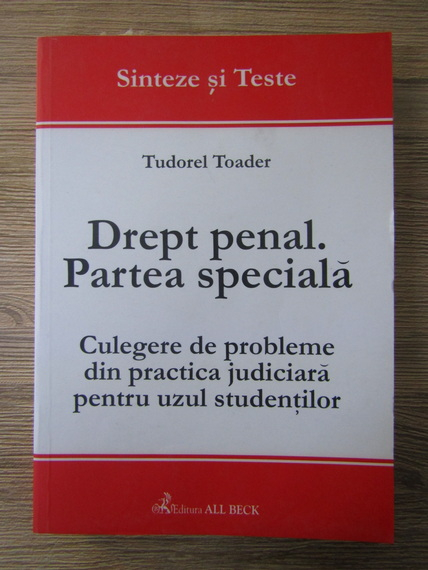 Sinteze și Teste
Tudorel Toader
Drept penal.
Partea specială
Culegere de probleme
din practica judiciară
pentru uzul studenților
Editura ALL BECK